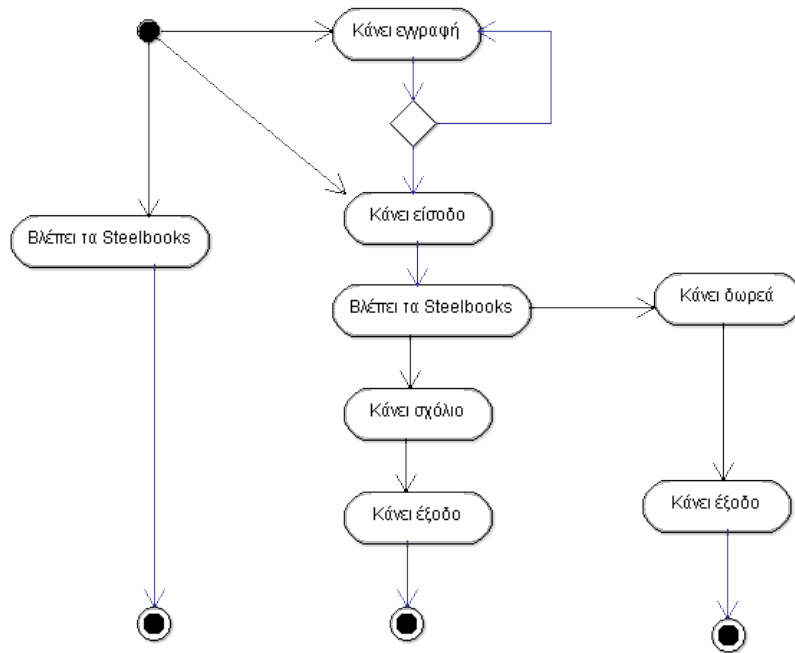 Κάνει εγγραφή
Κάνει είσοδο
Βλέπει τα Steelbooks
Βλέπει τα Steelbooks
Κάνει δωρεά
Κάνει σχόλιο
Κάνει έξοδο
Κάνει έξοδο